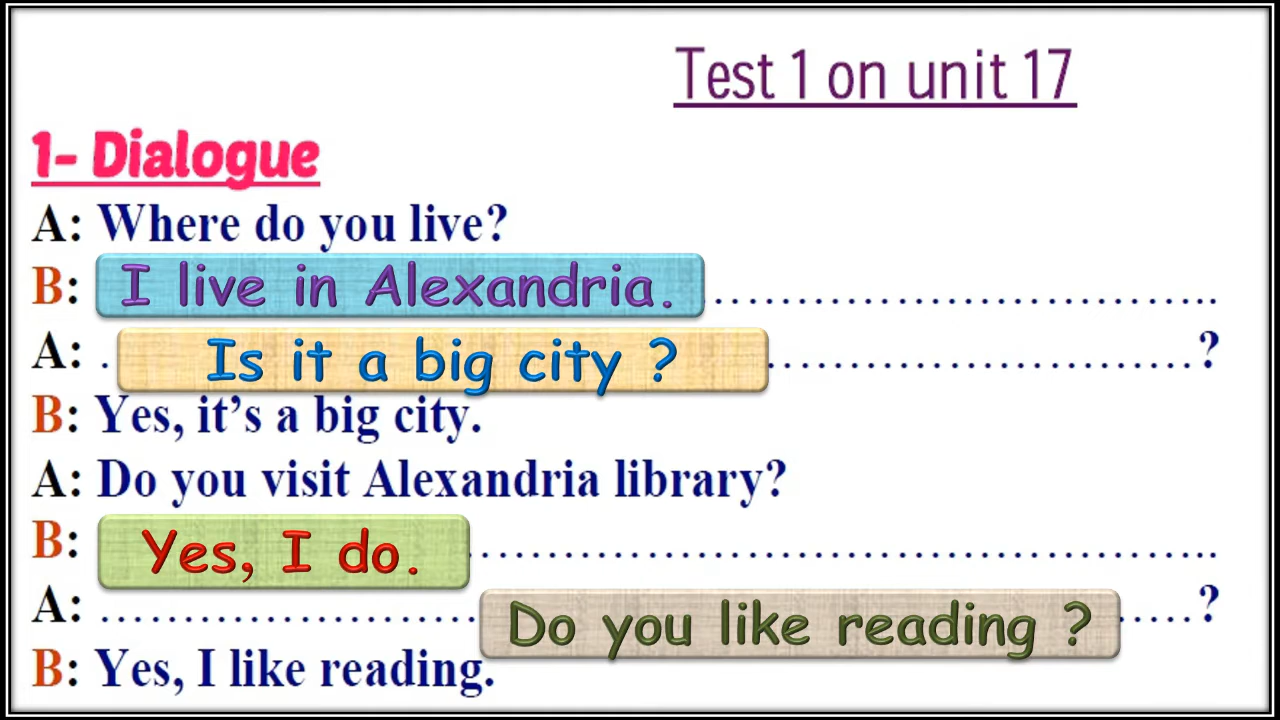 Test 1 on unit 17
1- Dialogue
A: Where do you live?
B: I live in Alexandria. ..............................
A: . Is it a big city ? ..............................?
B: Yes, it’s a big city.
A: Do you visit Alexandria library?
B: Yes, I do. ..................................................
A: .......................... Do you like reading ? .....?
B: Yes, I like reading.